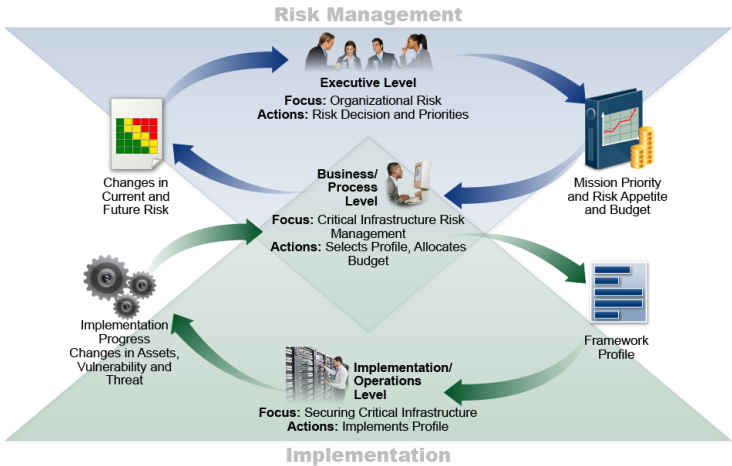 Risk Management
Executive Level
Focus: Organizational Risk
Actions: Risk Decision and Priorities
Changes in
Current and
Future Risk
Business/
Process
Level
Mission Priority
and Risk Appetite
and Budget
Focus: Critical Infrastructure Risk
Management
Actions: Selects Profile, Allocates
Budget
Implementation
Progress
Changes in Assets,
Vulnerability and
Threat
Framework
Profile
Implementation/
Operations
Level
Focus: Securing Critical Infrastructure
Actions: Implements Profile
Implementation